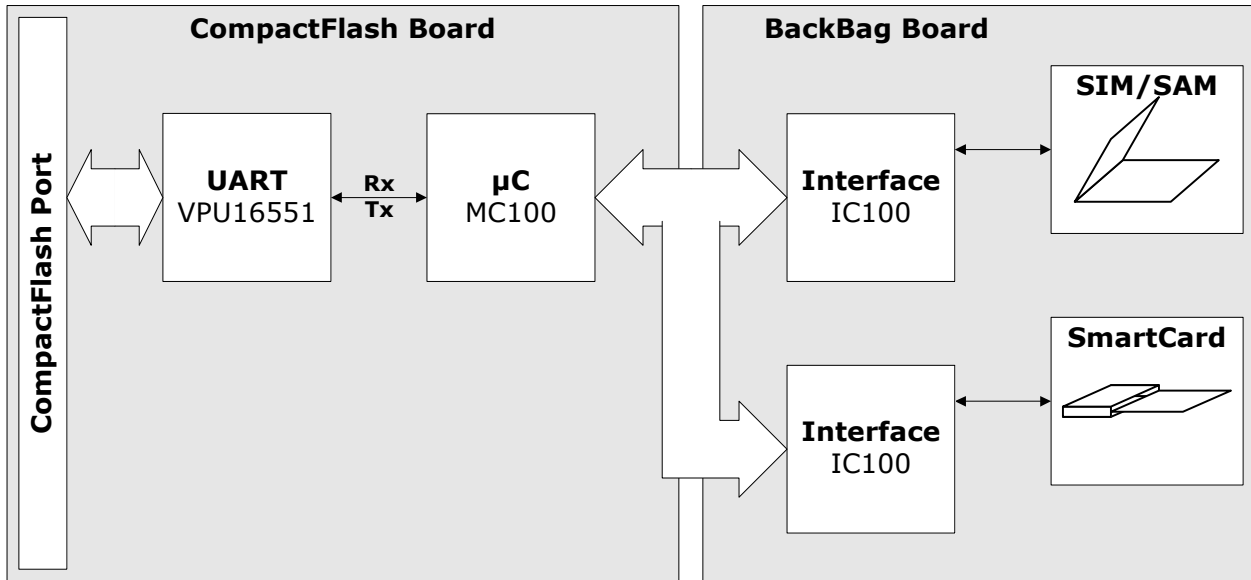 CompactFlash Board
BackBag Board
CompactFlash Port
UART
VPU16551
Rx
Tx
µC
MC100
Interface
IC100
SIM/SAM
Interface
IC100
SmartCard